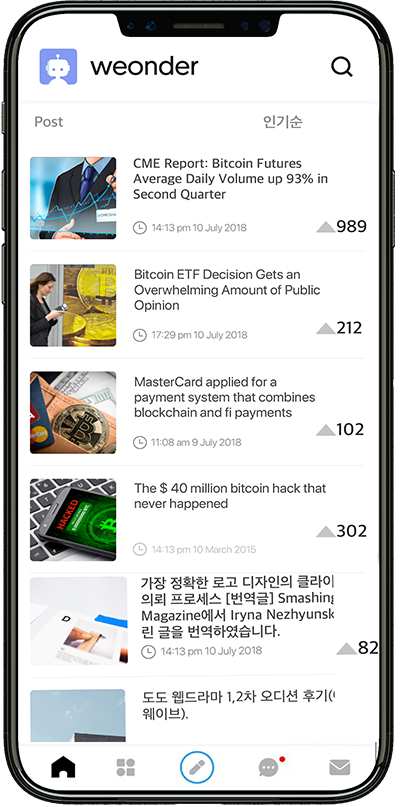 weonder
Post
인기순
CME Report: Bitcoin Futures
Average Daily Volume up 93% in
Second Quarter
14:13 pm 10 July 2018
989
Bitcoin ETF Decision Gets an
Overwhelming Amount of Public
Opinion
17:29 pm 10 July 2018
212
MasterCard applied for a
payment system that combines
blockchain and fi payments
11:08 am 9 July 2018
102
HACKED
The $ 40 million bitcoin hack that
never happened
14:13 pm 10 March 2015
302
가장 정확한 로고 디자인의 클라이
의뢰 프로세스 [번역글] Smashing
Magazine에서 Iryna Nezhyunsk
린 글을 번역하였습니다.
14:13 pm 10 July 2018
82
도도 웹드라마 1,2차 오디션 후기(
웨이브).